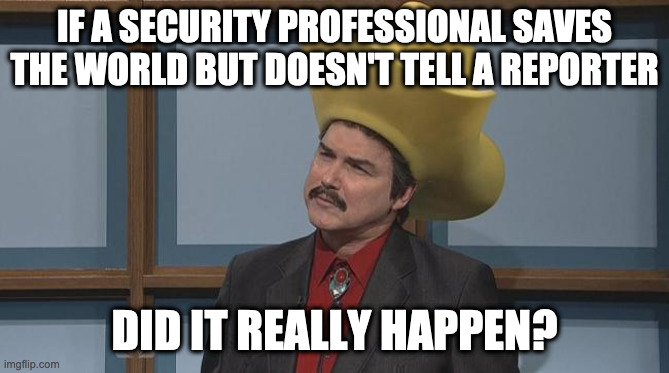 IF A SECURITY PROFESSIONAL SAVES
THE WORLD BUT DOESN'T TELL A REPORTER
DID IT REALLY HAPPEN?
imgflip.com